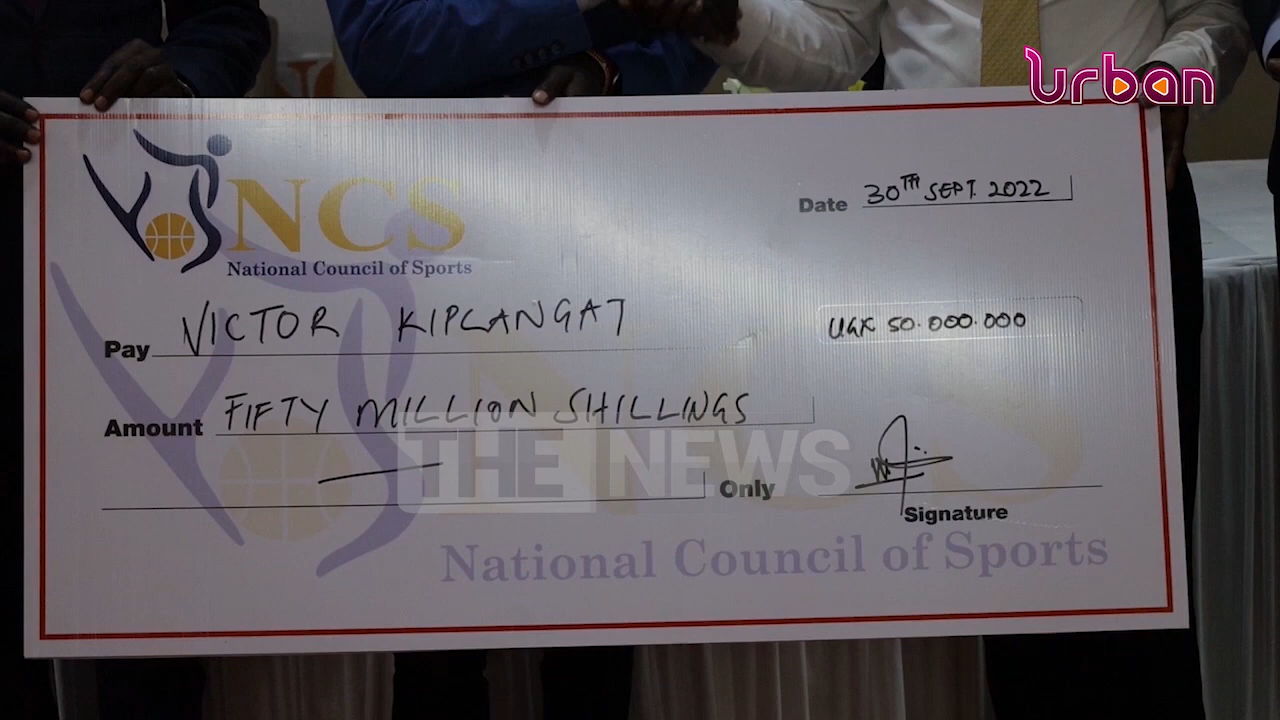 Urban
NCS
National Council of Sports
Date 30TH SEPT. 2022
Pay VICTOR KIPLANGAT
UGX 50.000.000
Amount FIFTY MILLION SHILLINGS
THE NEWS
Only
Signature
National Council of Sports